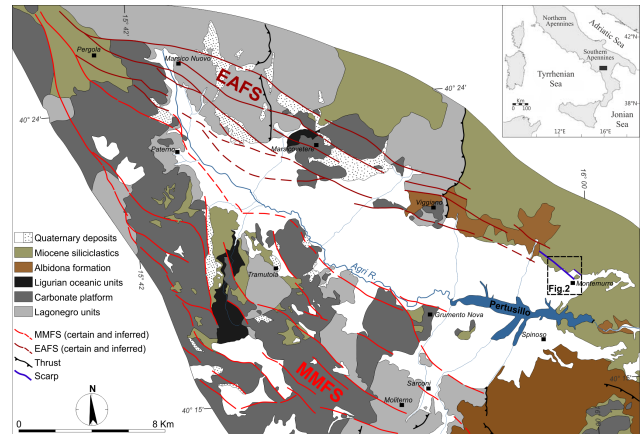 15° 42'
Pergola
Marsico Nuovo
EAFS
40° 24'
40° 24'
Paterno
Marsicovetere
Viggiano
16° 00'
Northern
Apennines
Adriatic Sea
42°N
Southern
Apennines
Tyrrhenian
Sea
Km
0 100
38°N
Jonian
Sea
12°E
16°E
Quaternary deposits
Miocene siliciclastics
Albidona formation
Ligurian oceanic units
Carbonate platform
Lagonegro units
MMFS (certain and inferred)
EAFS (certain and inferred)
Thrust
Scarp
15° 42'
Tramutola
Agri R.
Fig.2
Montemurro
Pertusillo
Grumento Nova
Spinoso
MMFS
Sarconi
Moliterno
N
40° 15'
0 8 Km